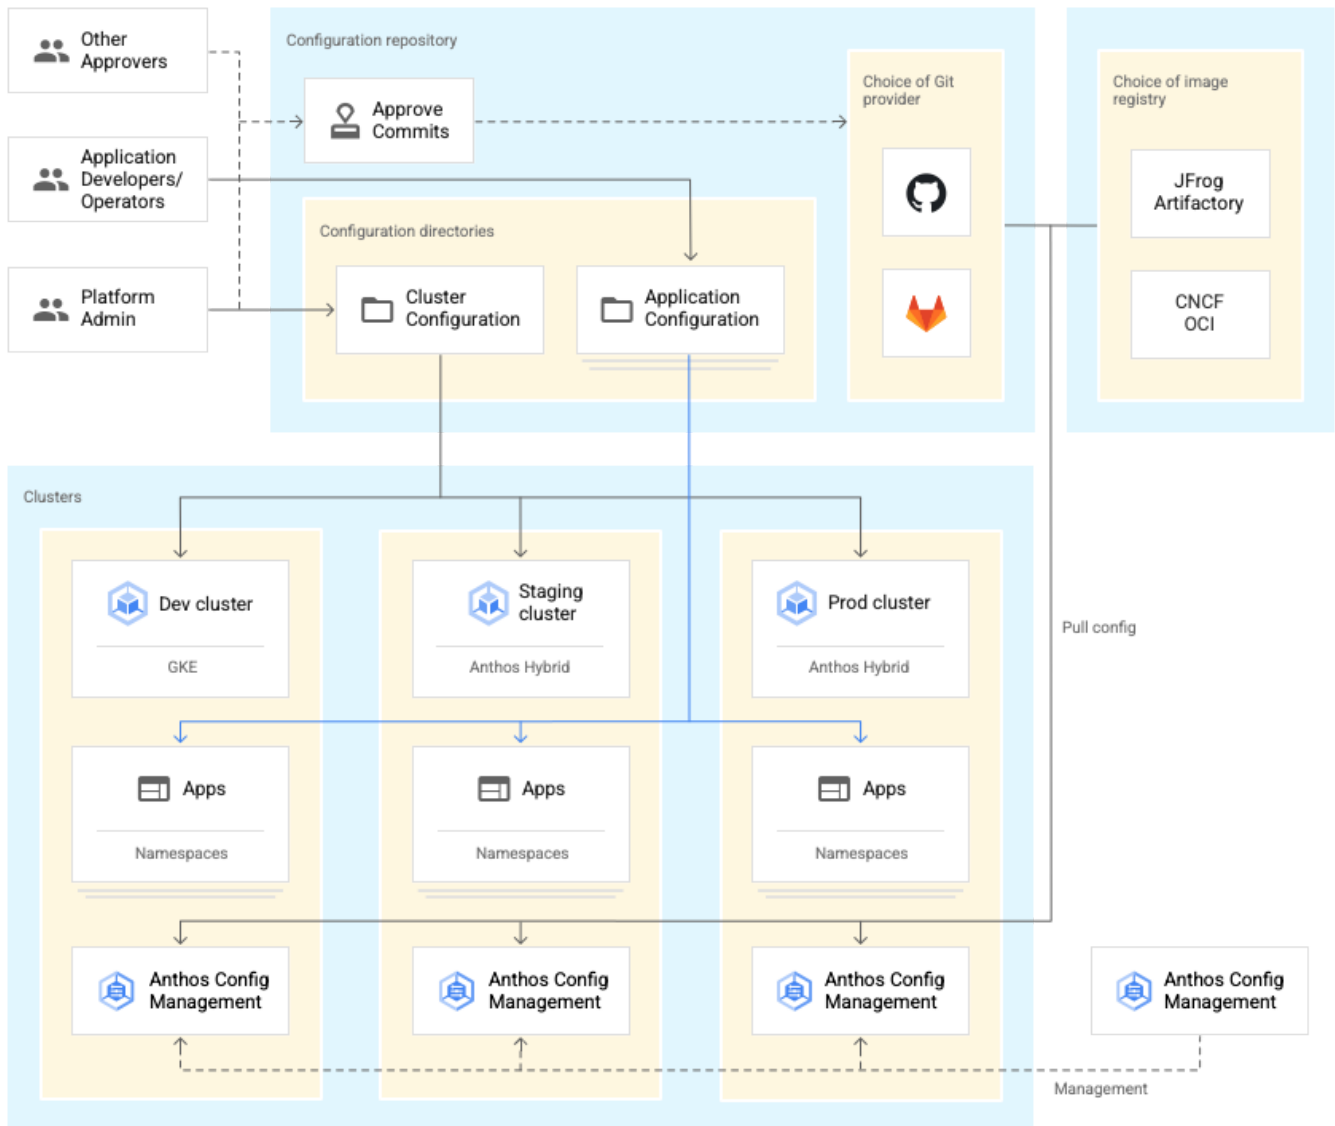 Other
Approvers
Application
Developers/
Operators
Platform
Admin
Configuration repository
Approve
Commits
Configuration directories
Cluster
Configuration
Application
Configuration
Choice of Git
provider
Choice of image
registry
JFrog
Artifactory
CNCF
OCI
Clusters
Dev cluster
GKE
Staging
cluster
Anthos Hybrid
Prod cluster
Anthos Hybrid
Pull config
Apps
Namespaces
Apps
Namespaces
Apps
Namespaces
Anthos Config
Management
Anthos Config
Management
Anthos Config
Management
Anthos Config
Management
Management